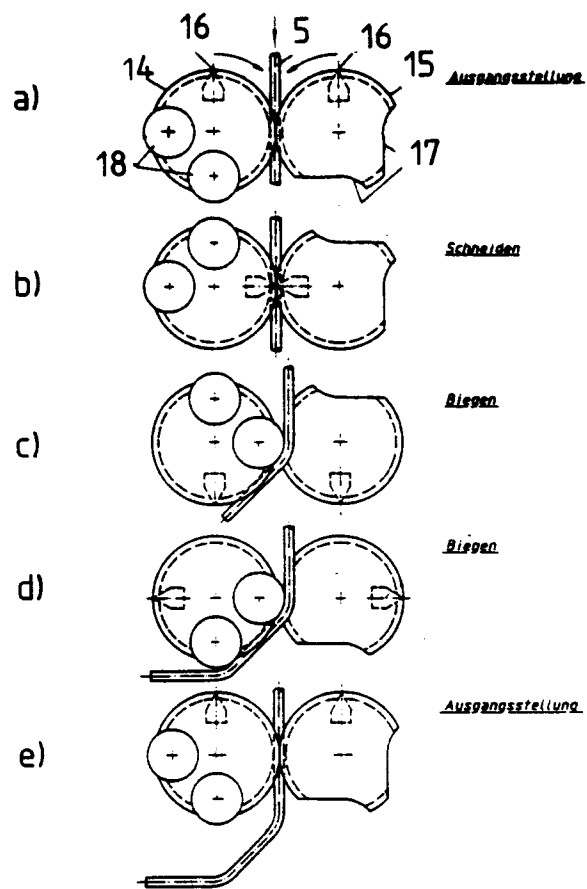 16 5 16
14 15
a) Ausgangsstellung
18 17
b) Schneiden
c) Biegen
d) Biegen
e) Ausgangsstellung